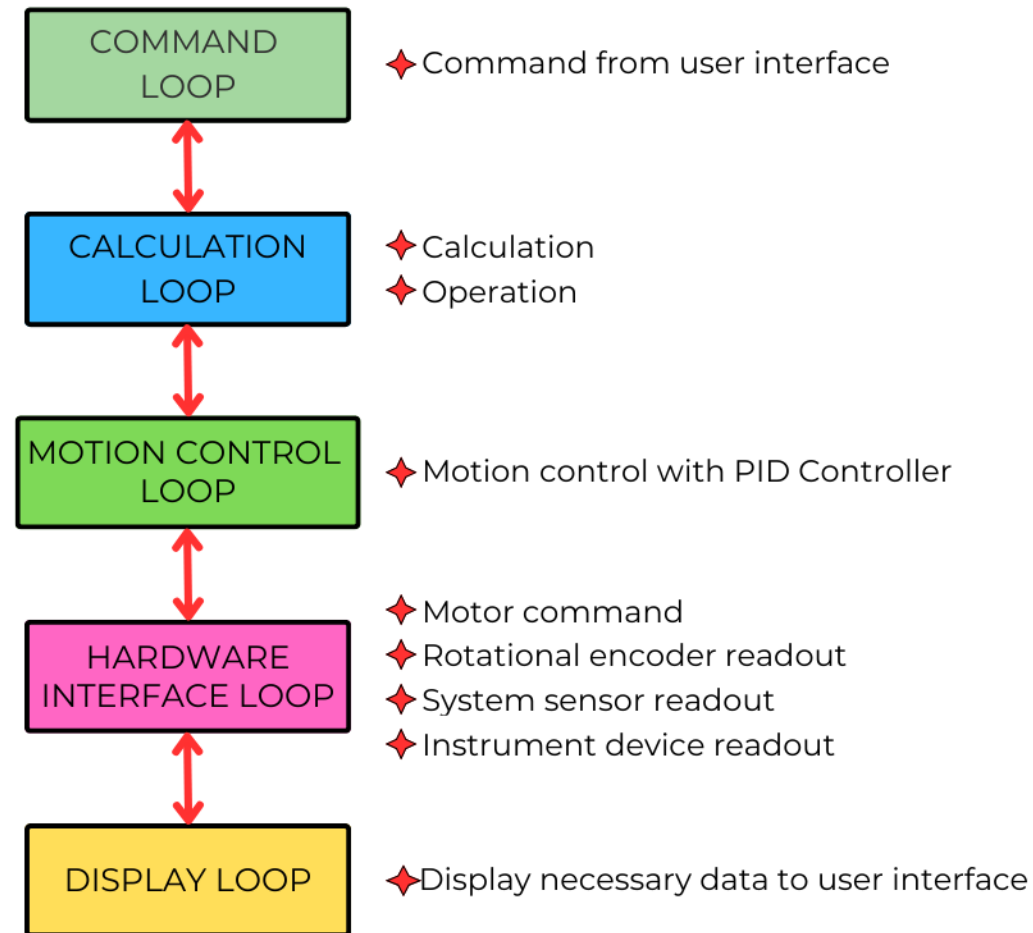 COMMAND
LOOP
Command from user interface
CALCULATION
LOOP
Calculation
Operation
MOTION CONTROL
LOOP
Motion control with PID Controller
HARDWARE
INTERFACE LOOP
Motor command
Rotational encoder readout
System sensor readout
Instrument device readout
DISPLAY LOOP
Display necessary data to user interface